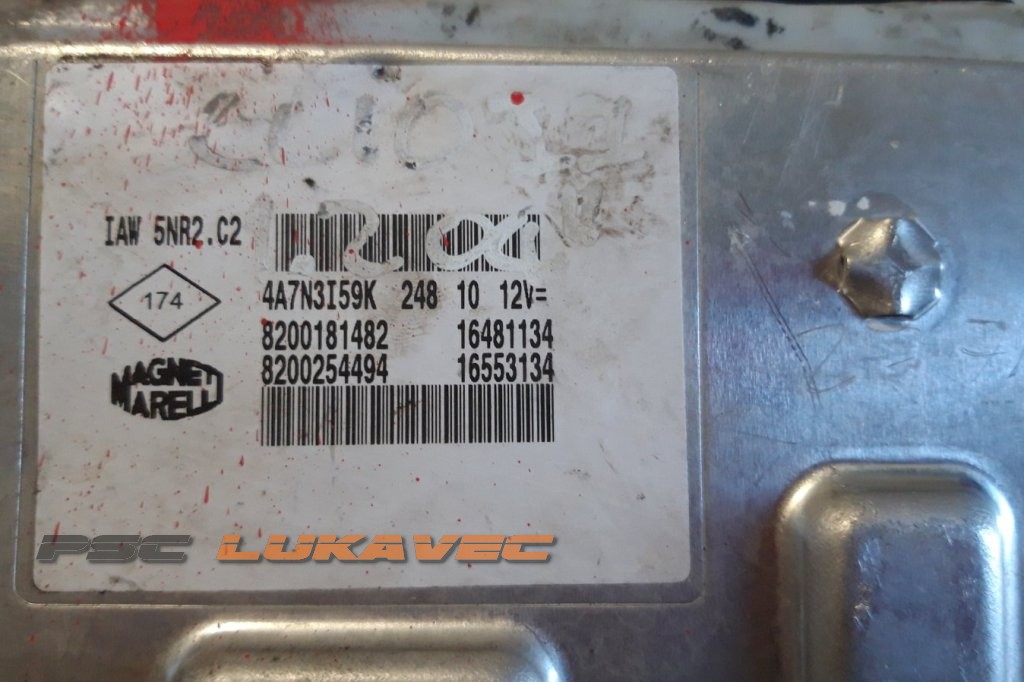 IAW 5NR2.C2
174
4A7N3I59K 248 10 12V=
8200181482 16481134
8200254494 16553134
MAGNETI MARELLI
PSC LUKAVEC